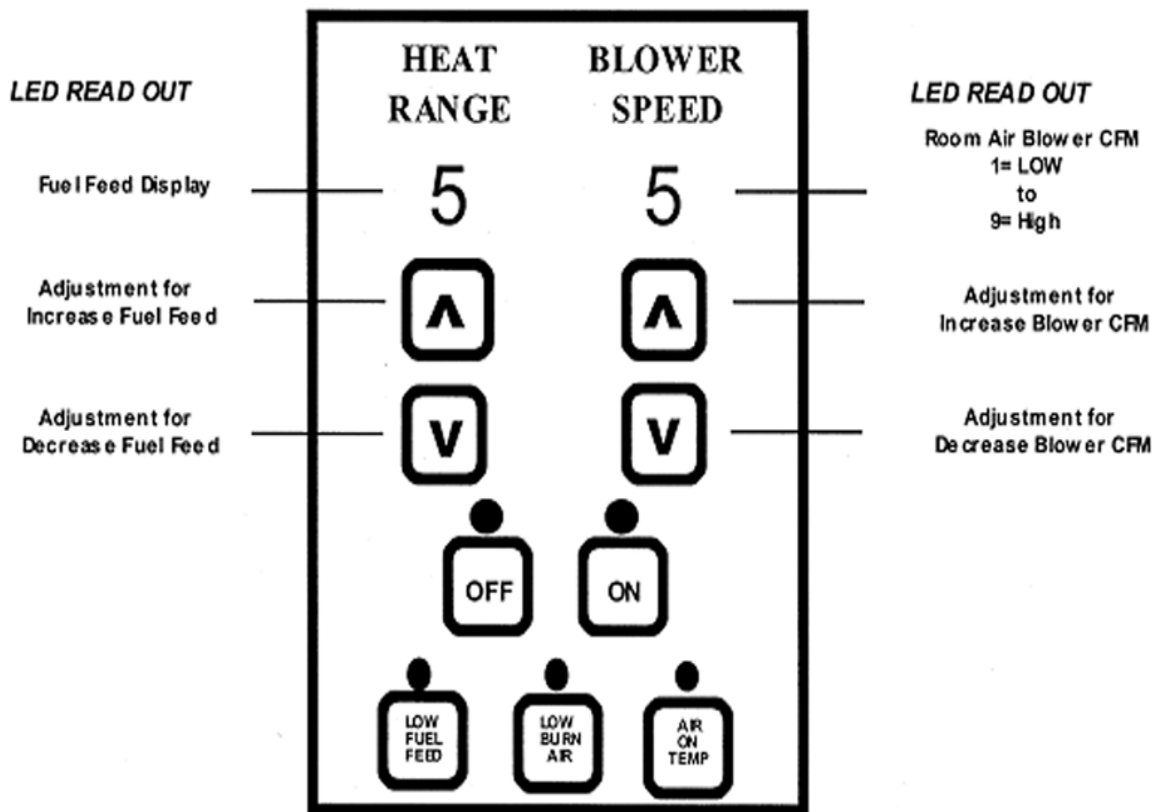 HEAT
RANGE
BLOWER
SPEED
LED READ OUT
LED READ OUT
Fuel Feed Display
5
5
Room Air Blower CFM
1= LOW
to
9= High
Adjustment for
Increase Fuel Feed
∧
∧
Adjustment for
Increase Blower CFM
Adjustment for
Decrease Fuel Feed
∨
∨
Adjustment for
Decrease Blower CFM
OFF
ON
LOW
FUEL
FEED
LOW
BURN
AIR
AIR
ON
TEMP